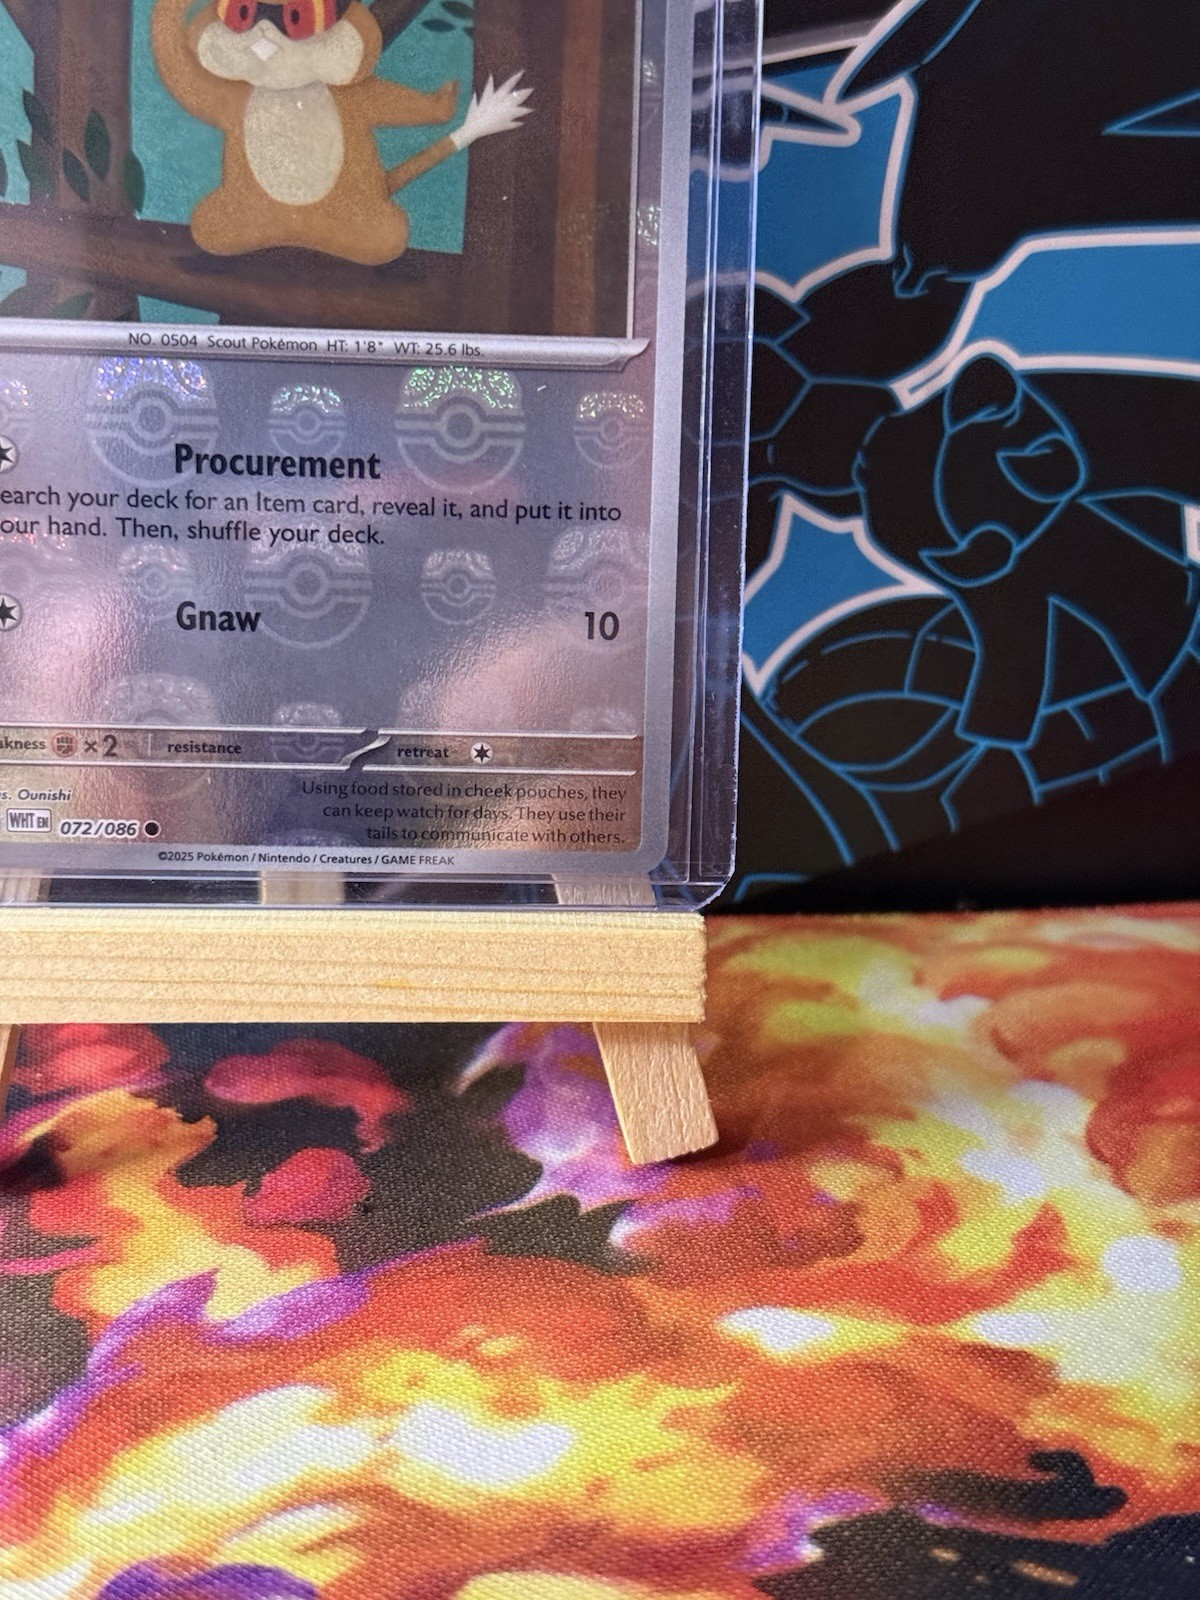 NO. 0504 Scout Pokémon HT: 1'8" WT: 25.6 lbs.
Procurement
earch your deck for an Item card, reveal it, and put it into
our hand. Then, shuffle your deck.
Gnaw 10
akness ×2 resistance retreat
s. Ounishi
Using food stored in cheek pouches, they
can keep watch for days. They use their
tails to communicate with others.
WHT EN 072/086
©2025 Pokémon / Nintendo / Creatures / GAME FREAK